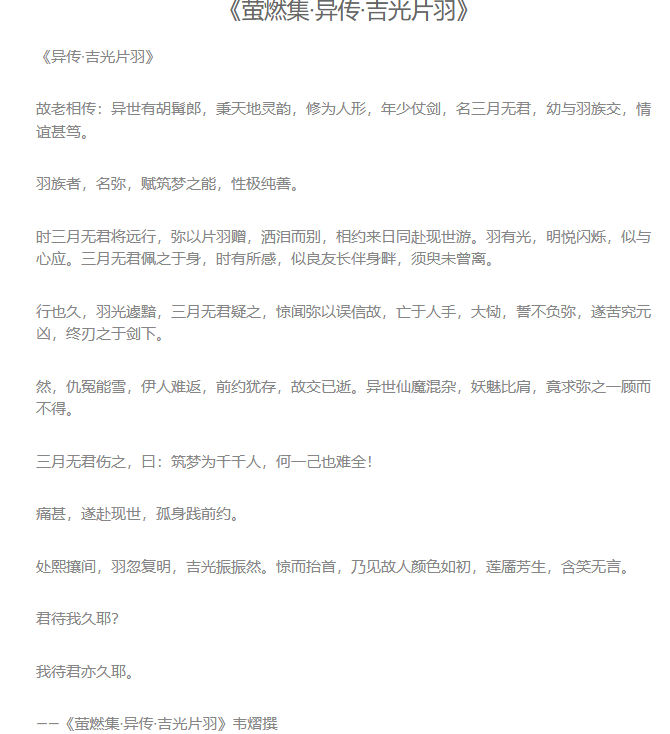 《萤燃集·异传·吉光片羽》
《异传·吉光片羽》
故老相传：异世有胡髯郎，秉天地灵韵，修为人形，年少仗剑，名三月无君，幼与羽族交，情
谊甚笃。
羽族者，名弥，赋筑梦之能，性极纯善。
时三月无君将远行，弥以片羽赠，洒泪而别，相约来日同赴现世游。羽有光，明悦闪烁，似与
心应。三月无君佩之于身，时有所感，似良友长伴身畔，须臾未曾离。
行也久，羽光遽黯，三月无君疑之，惊闻弥以误信故，亡于人手，大恸，誓不负弥，遂苦究元
凶，终刃之于剑下。
然，仇冤能雪，伊人难返，前约犹存，故交已逝。异世仙魔混杂，妖魅比肩，竟求弥之一顾而
不得。
三月无君伤之，曰：筑梦为千千人，何一己也难全！
痛甚，遂赴现世，孤身践前约。
处熙攘间，羽忽复明，吉光振振然。惊而抬首，乃见故人颜色如初，莲靥芳生，含笑无言。
君待我久耶？
我待君亦久耶。
——《萤燃集·异传·吉光片羽》韦熠撰